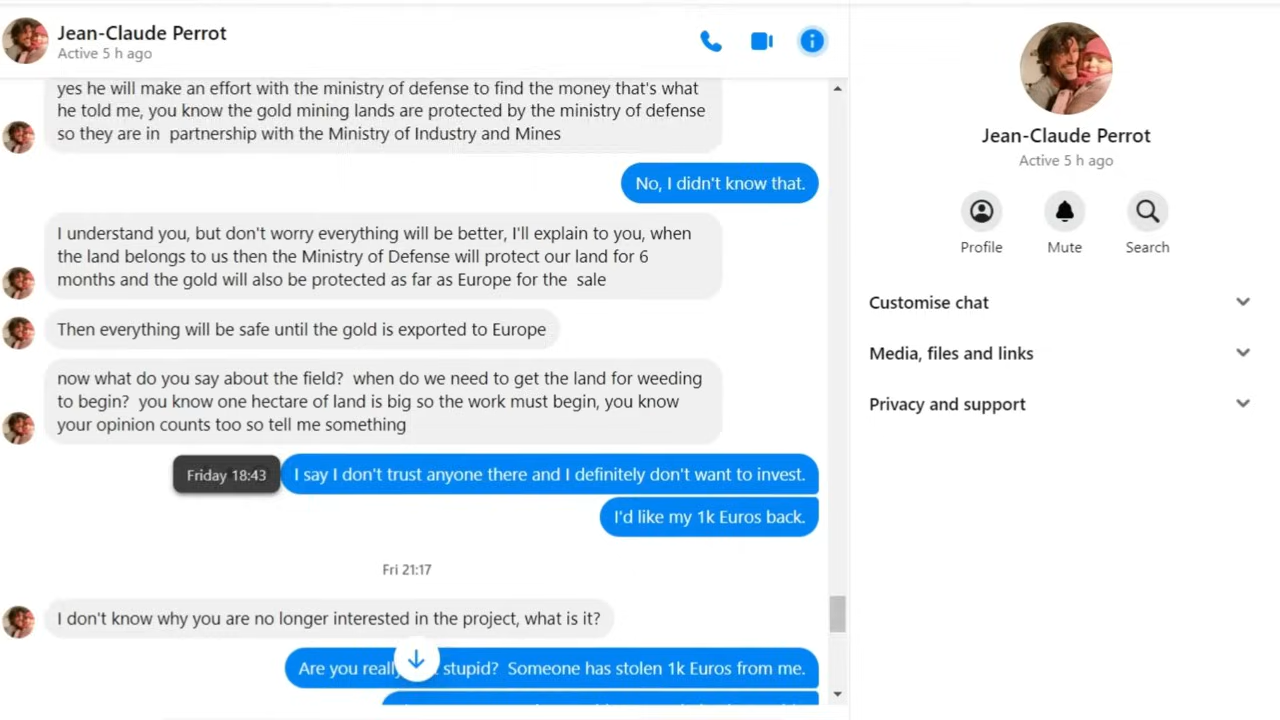 Jean-Claude Perrot
Active 5 h ago
yes he will make an effort with the ministry of defense to find the money that's what
he told me, you know the gold mining lands are protected by the ministry of defense
so they are in  partnership with the Ministry of Industry and Mines
No, I didn't know that.
I understand you, but don't worry everything will be better, I'll explain to you, when
the land belongs to us then the Ministry of Defense will protect our land for 6
months and the gold will also be protected as far as Europe for the  sale
Then everything will be safe until the gold is exported to Europe
now what do you say about the field?  when do we need to get the land for weeding
to begin?  you know one hectare of land is big so the work must begin, you know
your opinion counts too so tell me something
Friday 18:43
I say I don't trust anyone there and I definitely don't want to invest.
I'd like my 1k Euros back.
Fri 21:17
I don't know why you are no longer interested in the project, what is it?
Are you stupid?  Someone has stolen 1k Euros from me.
Jean-Claude Perrot
Active 5 h ago
Profile
Mute
Search
Customise chat
Media, files and links
Privacy and support